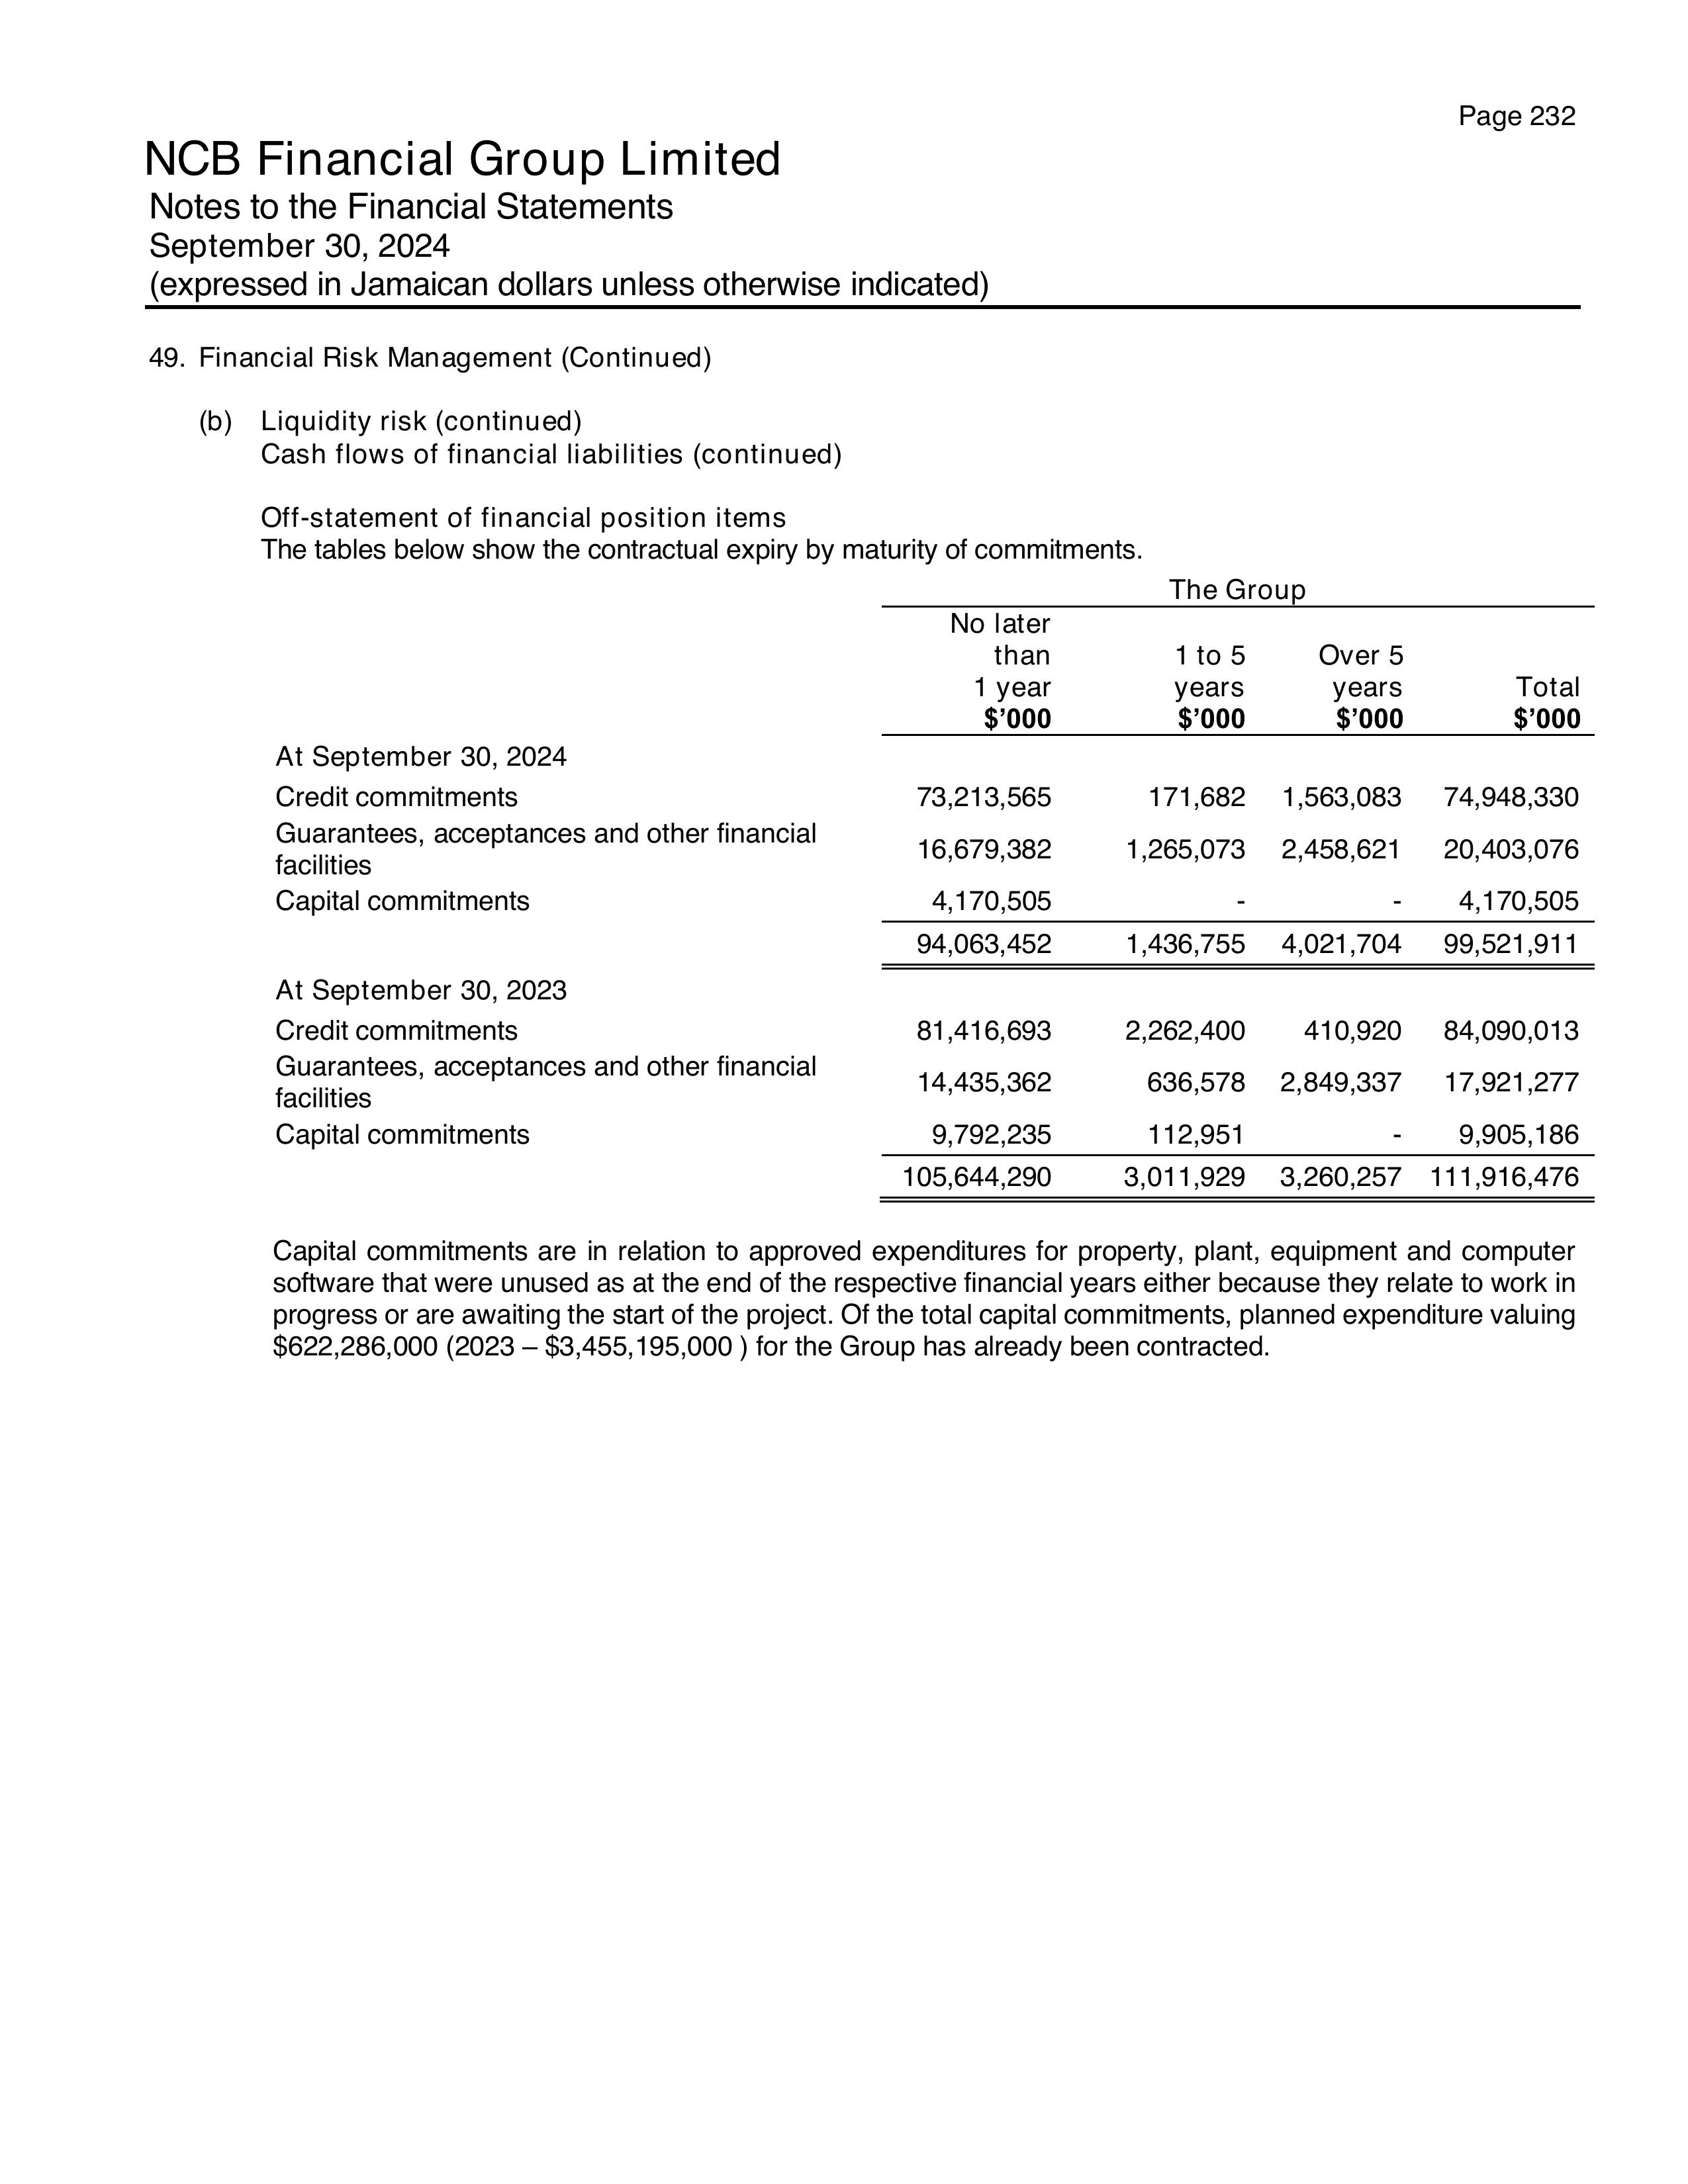 Page 232
NCB Financial Group Limited
Notes to the Financial Statements
September 30, 2024
(expressed in Jamaican dollars unless otherwise indicated)
49. Financial Risk Management (Continued)
(b) Liquidity risk (continued)
Cash flows of financial liabilities (continued)
Off-statement of financial position items
The tables below show the contractual expiry by maturity of commitments.
The Group
No later
than 1 to 5 Over 5
1 year years years Total
$’000 $’000 $’000 $’000
At September 30, 2024
Credit commitments 73,213,565 171,682 1,563,083 74,948,330
Guarantees, acceptances and other financial
facilities 16,679,382 1,265,073 2,458,621 20,403,076
Capital commitments 4,170,505 - - 4,170,505
94,063,452 1,436,755 4,021,704 99,521,911
At September 30, 2023
Credit commitments 81,416,693 2,262,400 410,920 84,090,013
Guarantees, acceptances and other financial
facilities 14,435,362 636,578 2,849,337 17,921,277
Capital commitments 9,792,235 112,951 - 9,905,186
105,644,290 3,011,929 3,260,257 111,916,476
Capital commitments are in relation to approved expenditures for property, plant, equipment and computer
software that were unused as at the end of the respective financial years either because they relate to work in
progress or are awaiting the start of the project. Of the total capital commitments, planned expenditure valuing
$622,286,000 (2023 – $3,455,195,000 ) for the Group has already been contracted.